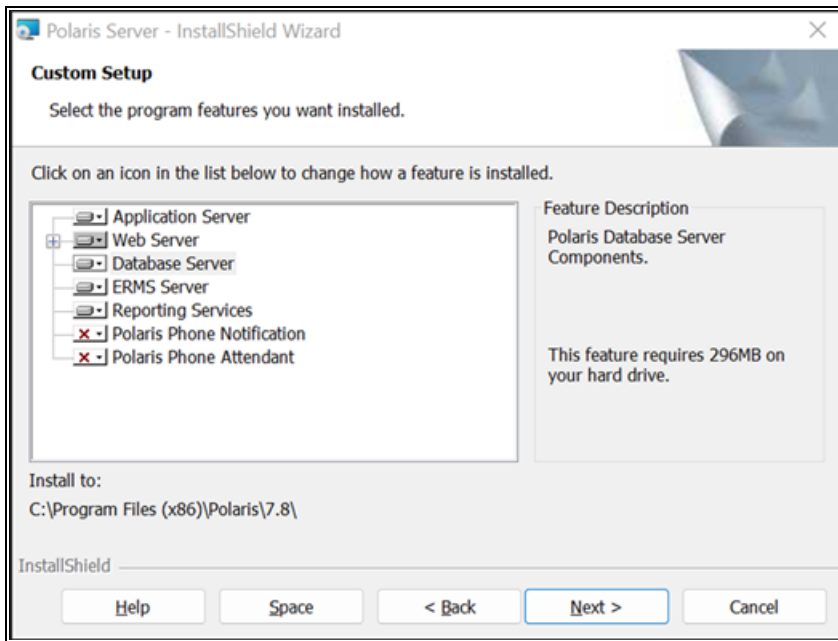 Polaris Server - InstallShield Wizard
Custom Setup
Select the program features you want installed.
Click on an icon in the list below to change how a feature is installed.
Application Server
Web Server
Database Server
ERMS Server
Reporting Services
Polaris Phone Notification
Polaris Phone Attendant
Feature Description
Polaris Database Server
Components.
This feature requires 296MB on
your hard drive.
Install to:
C:\Program Files (x86)\Polaris\7.8\
InstallShield
Help
Space
< Back
Next >
Cancel